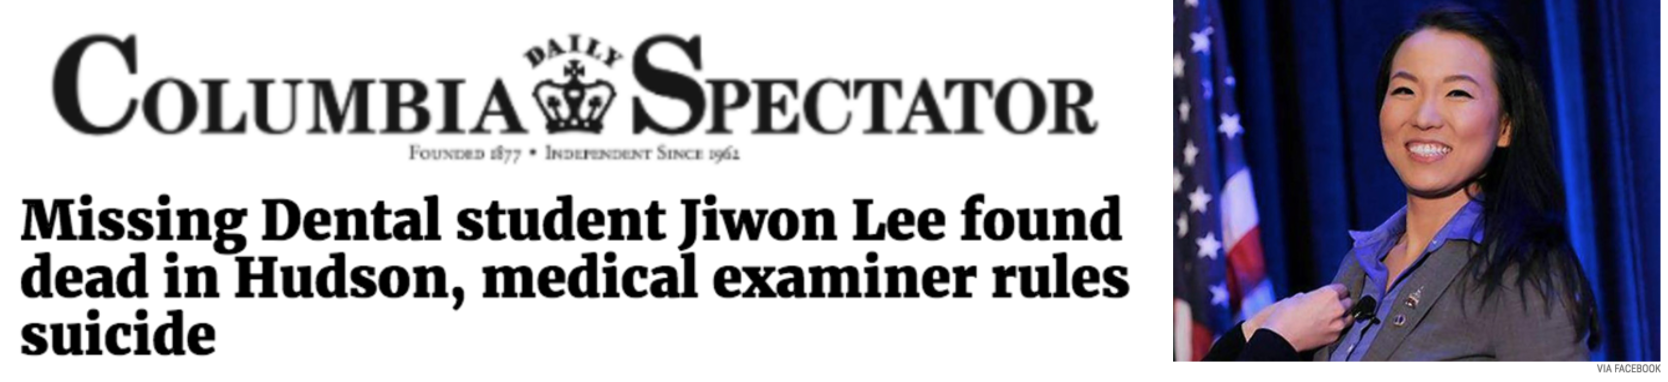 DAILY
COLUMBIA SPECTATOR
FOUNDED 1877 • INDEPENDENT SINCE 1962
Missing Dental student Jiwon Lee found
dead in Hudson, medical examiner rules
suicide
VIA FACEBOOK